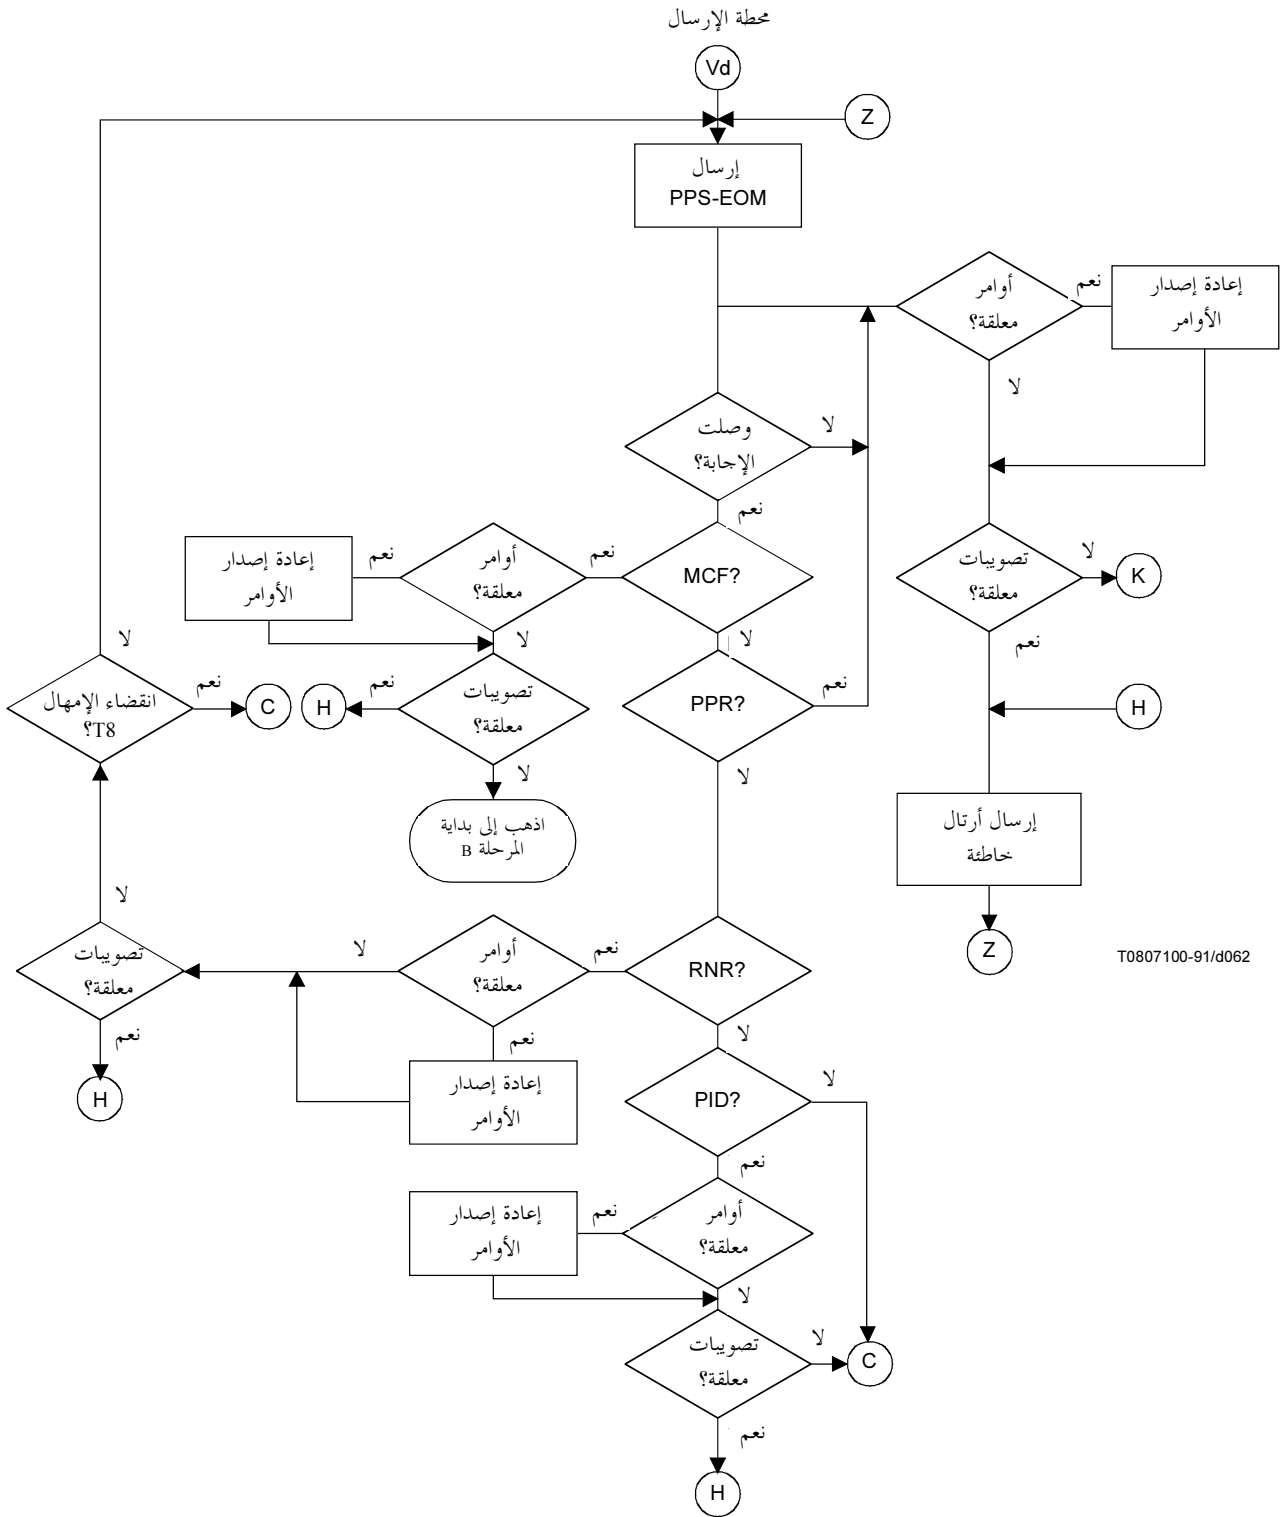 محطة الإرسال
Vd
Z
إرسال
PPS-EOM
أوامر
معلقة؟
نعم
إعادة إصدار
الأوامر
لا
وصلت
الإجابة؟
لا
نعم
MCF?
نعم
أوامر
معلقة؟
نعم
إعادة إصدار
الأوامر
لا
تصويبات
معلقة؟
لا
K
نعم
لا
PPR?
نعم
تصويبات
معلقة؟
نعم
H
لا
انقضاء الإمهال
T8؟
نعم
C
لا
H
لا
اذهب إلى بداية
المرحلة B
إرسال أرتال
خاطئة
Z
RNR?
نعم
أوامر
معلقة؟
لا
تصويبات
معلقة؟
لا
نعم
H
نعم
إعادة إصدار
الأوامر
لا
PID?
لا
نعم
أوامر
معلقة؟
نعم
إعادة إصدار
الأوامر
لا
تصويبات
معلقة؟
لا
C
نعم
H
T0807100-91/d062